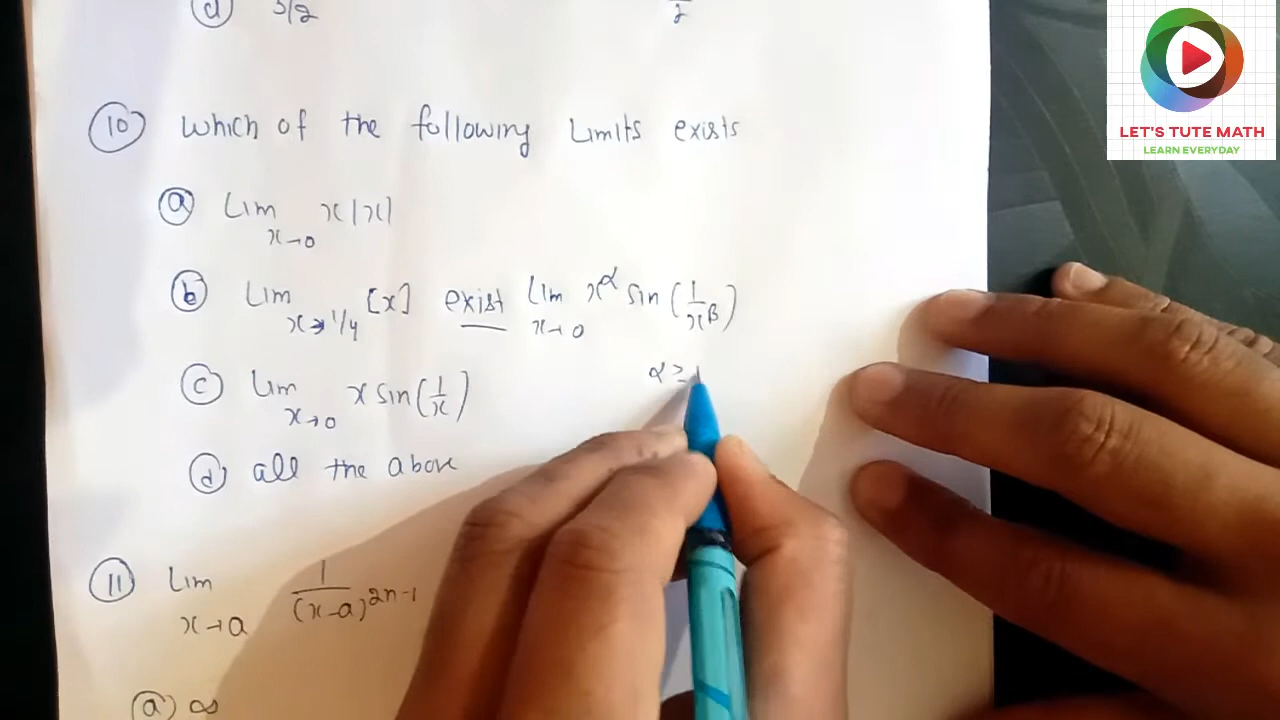 (d) 3/2
2
LET'S TUTE MATH
LEARN EVERYDAY
(10) Which of the following Limits exists
(a) Lim x→0 x|x|
(b) Lim x→1/4 [x] exist Lim x→0 x^α sin(1/x^β)
α ≥ 1
(c) Lim x→0 x sin(1/x)
(d) all the above
(11) Lim x→a 1/(x-a)^2n-1
(a) ∞